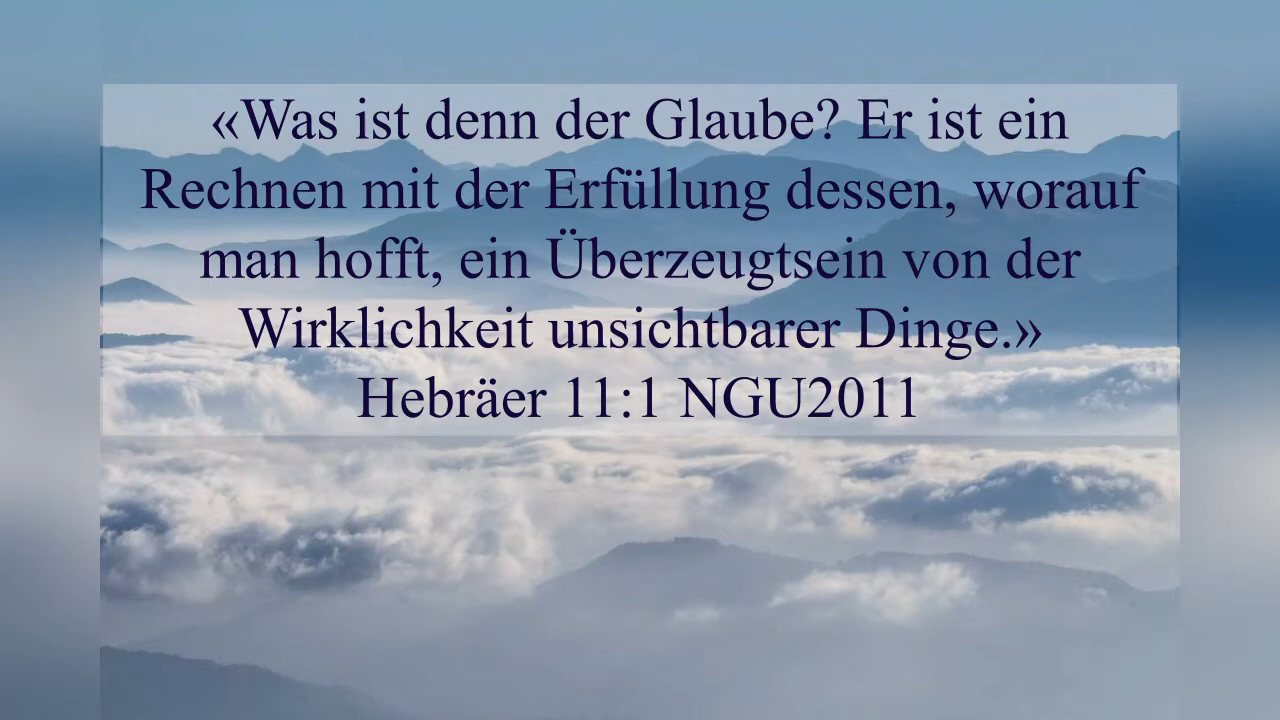 «Was ist denn der Glaube? Er ist ein
Rechnen mit der Erfüllung dessen, worauf
man hofft, ein Überzeugtsein von der
Wirklichkeit unsichtbarer Dinge.»
Hebräer 11:1 NGU2011